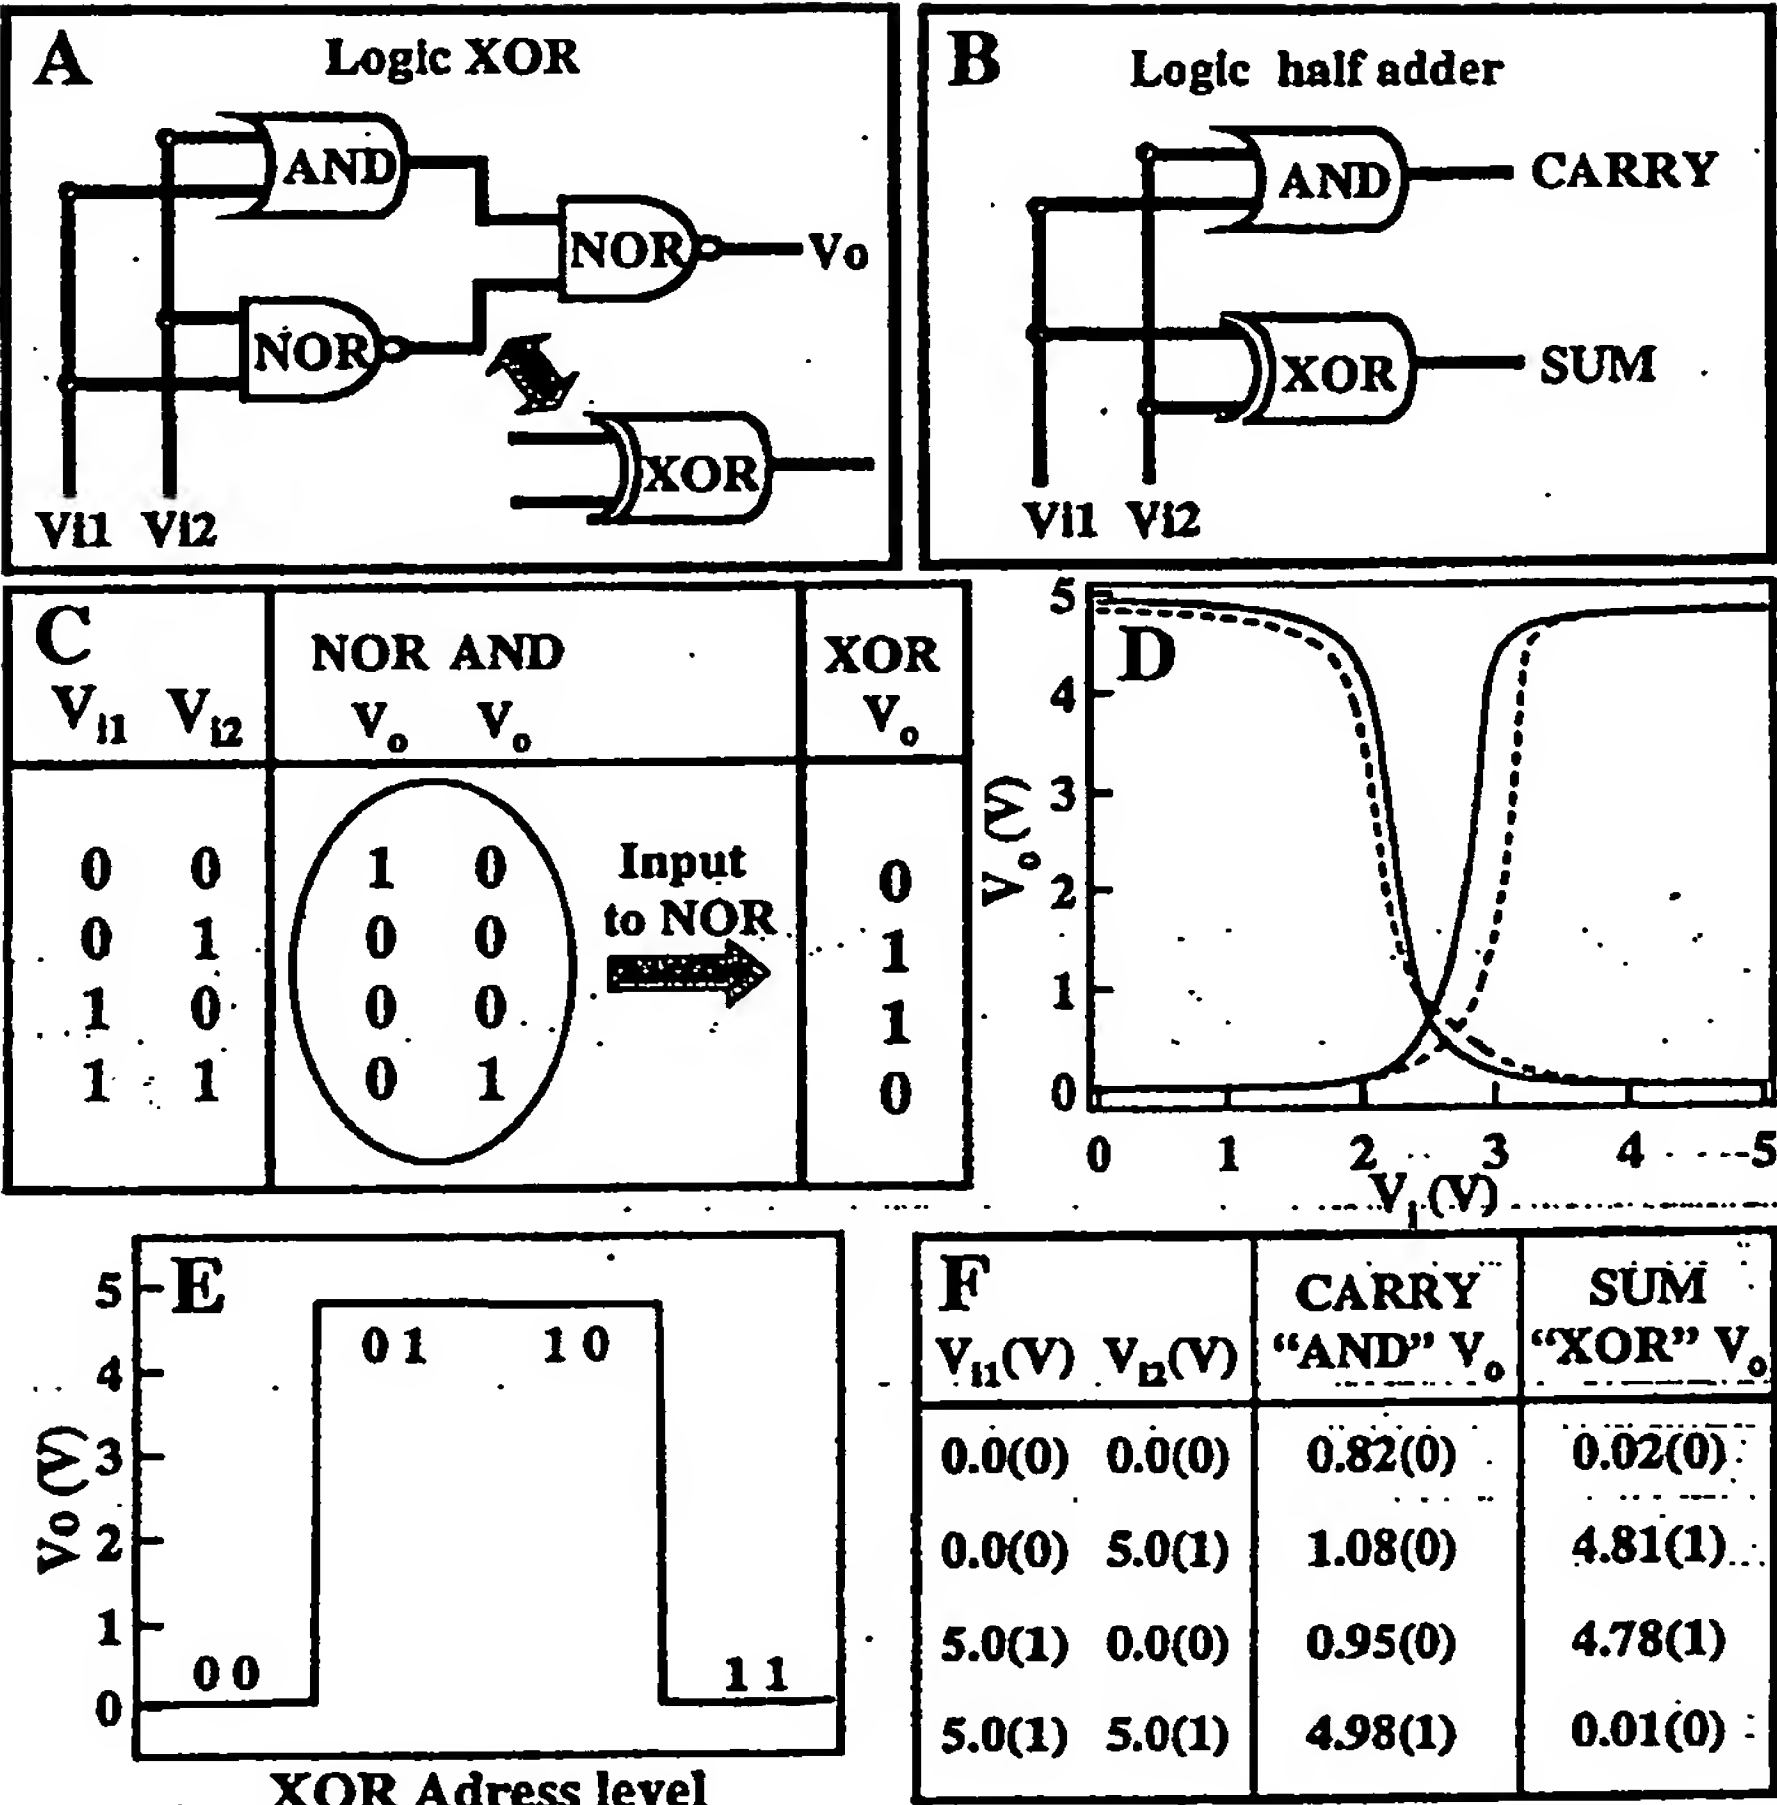 A
Logic XOR
AND
NOR
Vo
NOR
XOR
Vi1 Vi2
B
Logic half adder
AND
CARRY
XOR
SUM
Vi1 Vi2
C
NOR AND XOR
Vi1 Vi2 Vo Vo Vo
0 0 1 0 0
0 1 0 0 1
1 0 0 0 1
1 1 0 1 0
Input
to NOR
D
5
4
3
2
1
0
Vo (V)
0 1 2 3 4 5
Vi (V)
E
5
4
3
2
1
0
Vo (V)
0 1 1 0
0 0 1 1
XOR Adress level
F
CARRY SUM
Vi1(V) Vi2(V) “AND” Vo “XOR” Vo
0.0(0) 0.0(0) 0.82(0) 0.02(0)
0.0(0) 5.0(1) 1.08(0) 4.81(1)
5.0(1) 0.0(0) 0.95(0) 4.78(1)
5.0(1) 5.0(1) 4.98(1) 0.01(0)